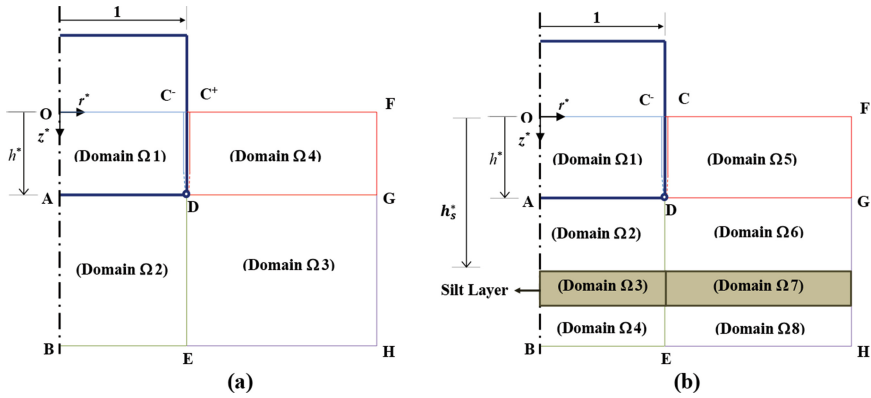 1
C⁻ C⁺ F
O r*
z*
h*
(Domain Ω1) (Domain Ω4)
A D G
(Domain Ω2) (Domain Ω3)
B E H
(a)
1
C⁻ C F
O r*
z*
h*
(Domain Ω1) (Domain Ω5)
A D G
h*s
(Domain Ω2) (Domain Ω6)
Silt Layer (Domain Ω3) (Domain Ω7)
(Domain Ω4) (Domain Ω8)
B E H
(b)